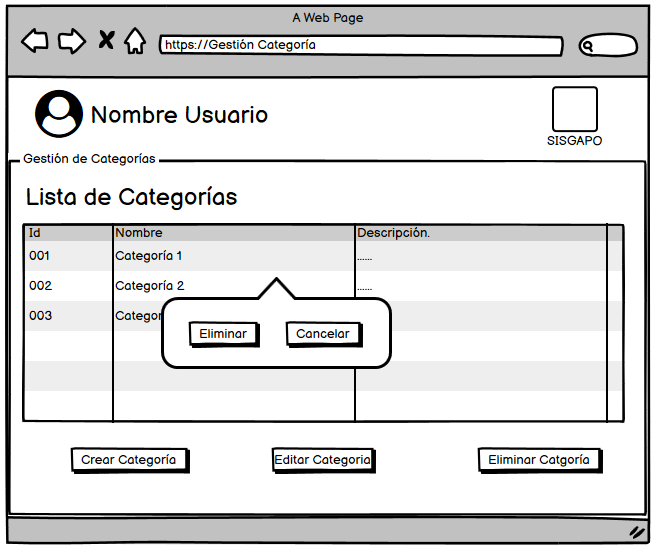 A Web Page
https://Gestión Categoría
Nombre Usuario
SISGAPO
Gestión de Categorías
Lista de Categorías
Id Nombre Descripción.
001 Categoría 1 ......
002 Categoría 2 ......
003 Categor
Eliminar Cancelar
Crear Categoría Editar Categoria Eliminar Catgoría